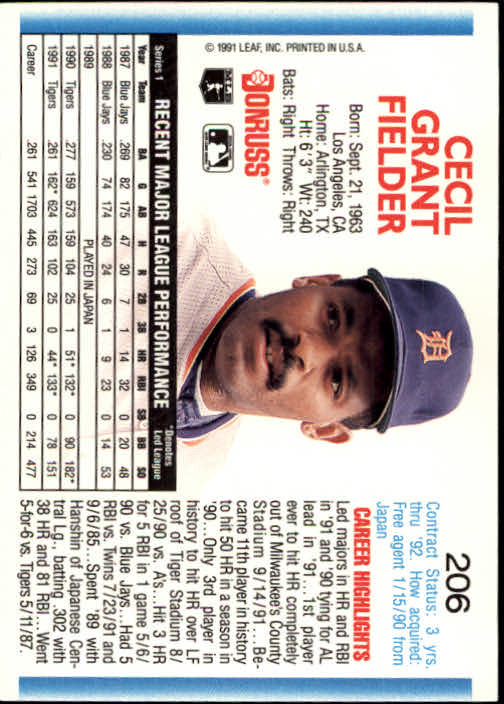 206
CECIL
GRANT
FIELDER
Born: Sept. 21, 1963
Los Angeles, CA
Home: Arlington, TX
Ht: 6'3" Wt: 240
Bats: Right Throws: Right
DONRUSS®
© 1991 LEAF, INC. PRINTED IN U.S.A.
Contract Status: 3 yrs.
thru '92. How acquired:
Free agent 1/15/90 from
Japan
CAREER HIGHLIGHTS
Led majors in HR and RBI
in '91 and '90 tying for AL
lead in '91...1st player
ever to hit HR completely
out of Milwaukee's County
Stadium 9/14/91...Be-
came 11th player in history
to hit 50 HR in a season in
'90...Only 3rd player in
history to hit HR over LF
roof of Tiger Stadium 8/
25/90 vs. A's...Hit 3 HR
for 5 RBI in 1 game 5/6/
90 vs. Blue Jays...Had 5
RBI vs. Twins 7/23/91 and
9/6/85...Spent '89 with
Hanshin of Japanese Cen-
tral Lg., batting .302 with
38 HR and 81 RBI...Went
5-for-6 vs. Tigers 5/11/87.
Series 1 RECENT MAJOR LEAGUE PERFORMANCE *Denotes
Led League
Year Team BA G AB H R 2B 3B HR RBI SB BB SO
1987 Blue Jays .269 82 175 47 30 7 1 14 32 0 20 48
1988 Blue Jays .230 74 174 40 24 6 1 9 23 0 14 53
1989 PLAYED IN JAPAN
1990 Tigers .277 159 573 159 104 25 1 51* 132* 0 90 182*
1991 Tigers .261 162* 624 163 102 25 0 44* 133* 0 78 151
Career .261 541 1703 445 273 69 3 126 349 0 214 477